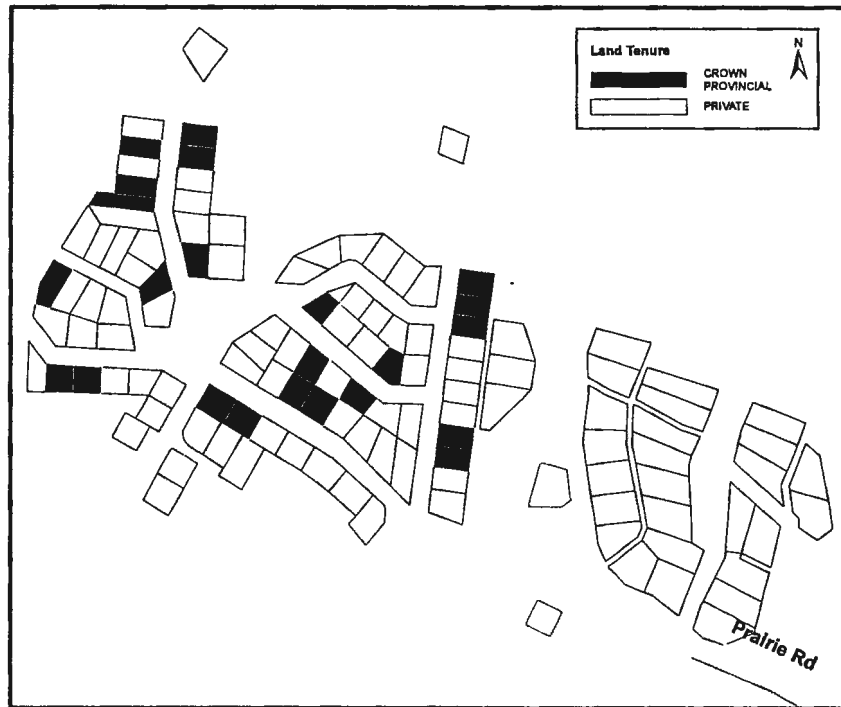 Land Tenure
N
CROWN
PROVINCIAL
PRIVATE
Prairie Rd